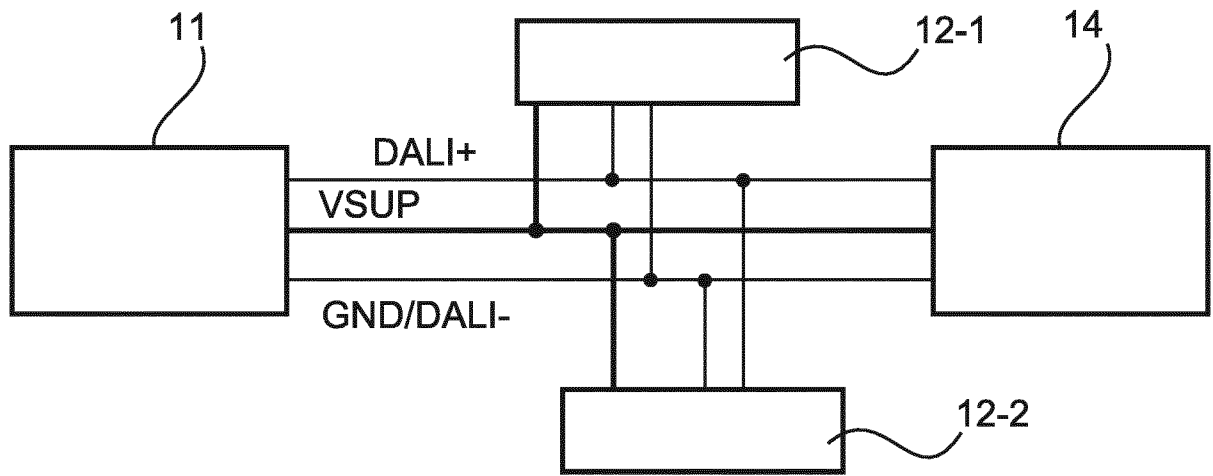 11
12-1
14
DALI+
VSUP
GND/DALI-
12-2